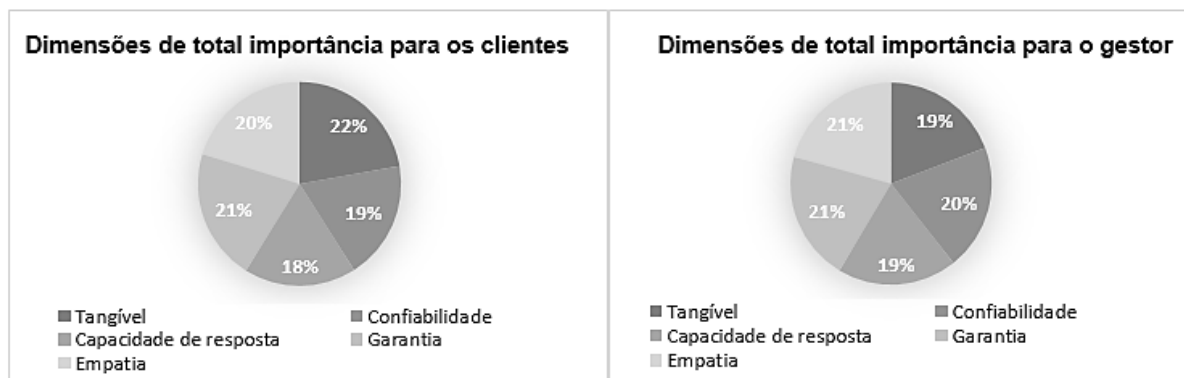 Dimensões de total importância para os clientes
20%
22%
21%
19%
18%
Tangível
Confiabilidade
Capacidade de resposta
Garantia
Empatia
Dimensões de total importância para o gestor
21%
19%
21%
20%
19%
Tangível
Confiabilidade
Capacidade de resposta
Garantia
Empatia